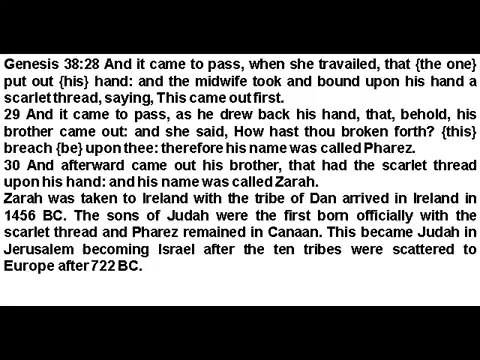 Genesis 38:28 And it came to pass, when she travailed, that {the one}
put out {his} hand: and the midwife took and bound upon his hand a
scarlet thread, saying, This came out first.
29 And it came to pass, as he drew back his hand, that, behold, his
brother came out: and she said, How hast thou broken forth? {this}
breach {be} upon thee: therefore his name was called Pharez.
30 And afterward came out his brother, that had the scarlet thread
upon his hand: and his name was called Zarah.
Zarah was taken to Ireland with the tribe of Dan arrived in Ireland in
1456 BC. The sons of Judah were the first born officially with the
scarlet thread and Pharez remained in Canaan. This became Judah in
Jerusalem becoming Israel after the ten tribes were scattered to
Europe after 722 BC.